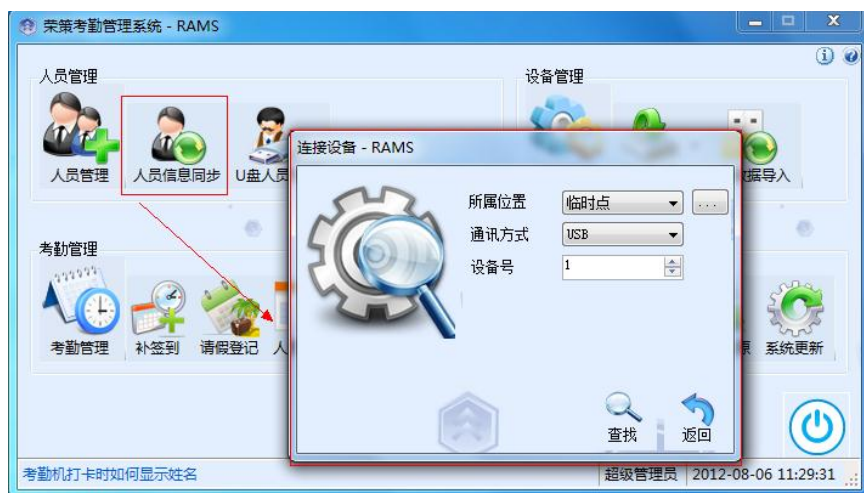 荣策考勤管理系统 - RAMS
人员管理
设备管理
人员管理
人员信息同步
U盘人员
据导入
连接设备 - RAMS
所属位置
临时点
...
通讯方式
USB
设备号
1
考勤管理
考勤管理
补签到
请假登记
人
系统更新
查找
返回
考勤机打卡时如何显示姓名
超级管理员
2012-08-06 11:29:31